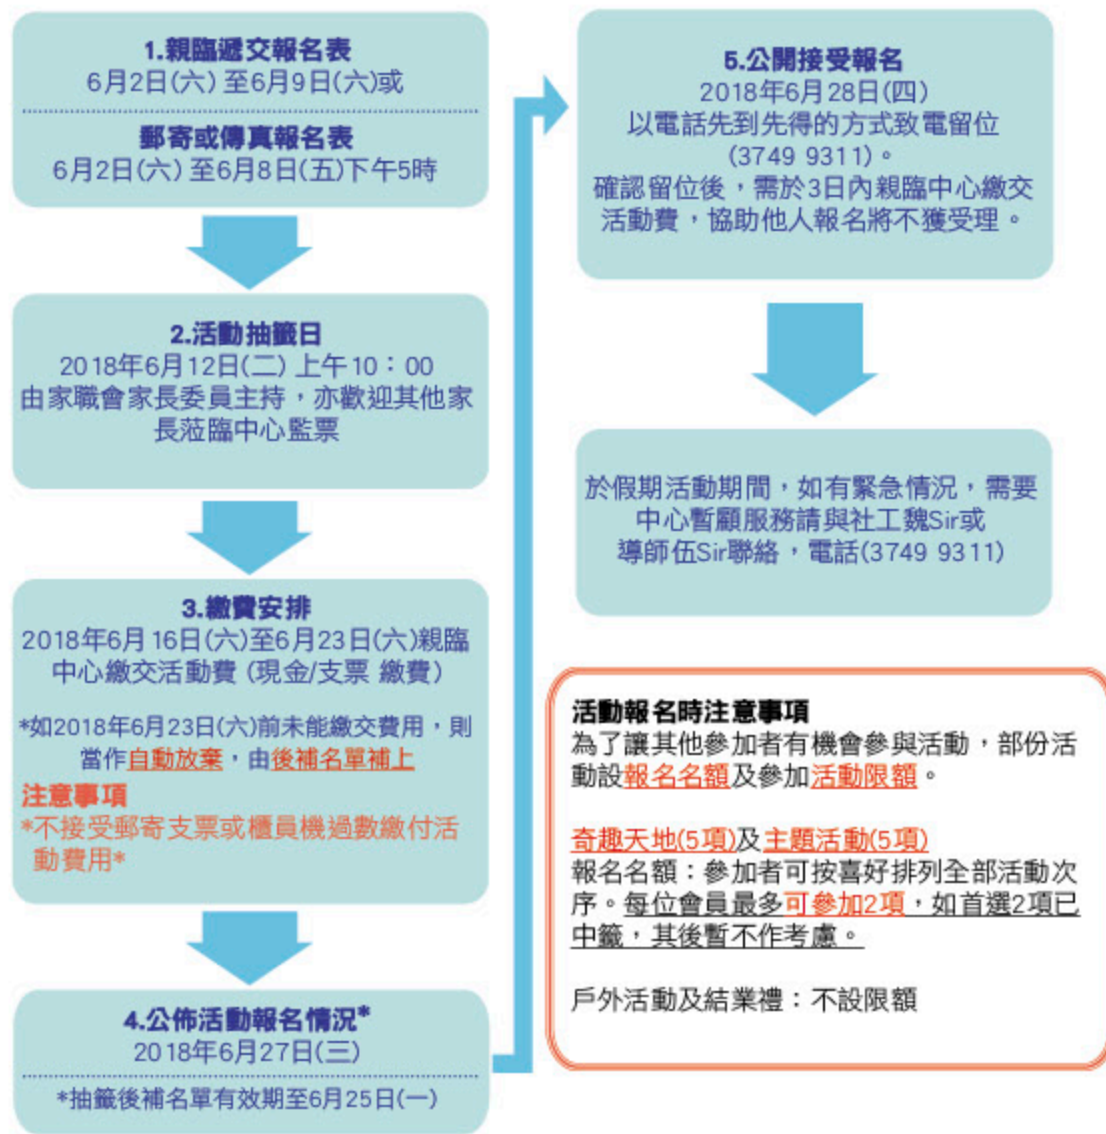 1.親臨遞交報名表
6月2日(六) 至6月9日(六)或
郵寄或傳真報名表
6月2日(六) 至6月8日(五)下午5時
2.活動抽籤日
2018年6月12日(二) 上午10：00
由家職會家長委員主持，亦歡迎其他家
長蒞臨中心監票
3.繳費安排
2018年6月16日(六)至6月23日(六)親臨
中心繳交活動費 (現金/支票 繳費)
*如2018年6月23日(六)前未能繳交費用，則
當作自動放棄，由後補名單補上
注意事項
*不接受郵寄支票或櫃員機過數繳付活
動費用*
4.公佈活動報名情況*
2018年6月27日(三)
*抽籤後補名單有效期至6月25日(一)
5.公開接受報名
2018年6月28日(四)
以電話先到先得的方式致電留位
(3749 9311)。
確認留位後，需於3日內親臨中心繳交
活動費，協助他人報名將不獲受理。
於假期活動期間，如有緊急情況，需要
中心暫顧服務請與社工魏Sir或
導師伍Sir聯絡，電話(3749 9311)
活動報名時注意事項
為了讓其他參加者有機會參與活動，部份活
動設報名名額及參加活動限額。
奇趣天地(5項)及主題活動(5項)
報名名額：參加者可按喜好排列全部活動次
序。每位會員最多可參加2項，如首選2項已
中籤，其後暫不作考慮。
戶外活動及結業禮：不設限額